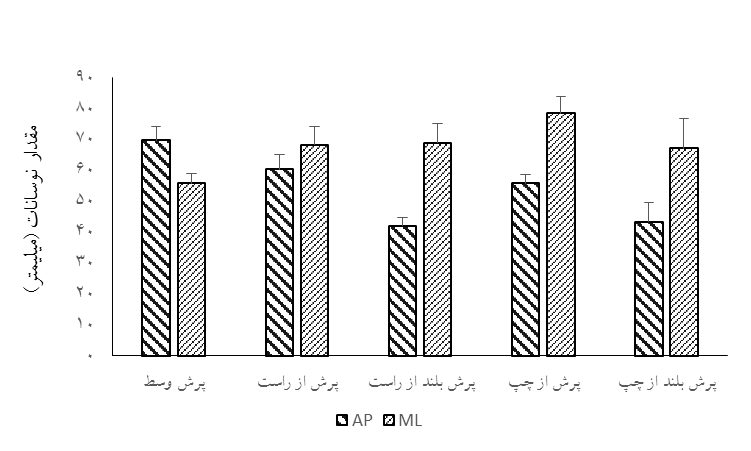 مقدار نوسانات (میلیمتر)
۹۰
۸۰
۷۰
۶۰
۵۰
۴۰
۳۰
۲۰
۱۰
۰
پرش وسط
پرش از راست
پرش بلند از راست
پرش از چپ
پرش بلند از چپ
AP ML